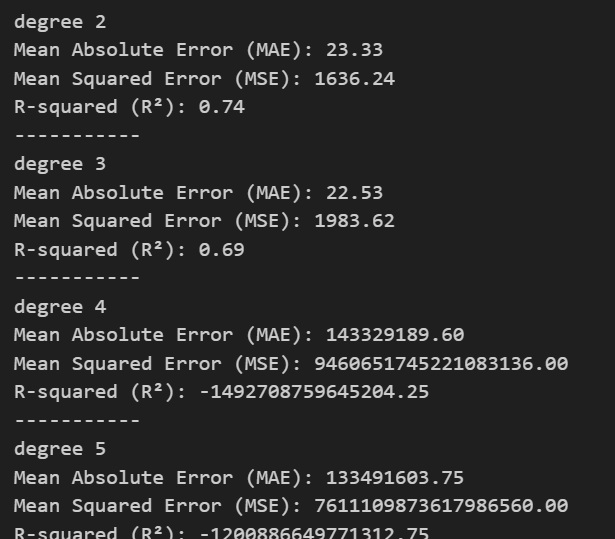 degree 2
Mean Absolute Error (MAE): 23.33
Mean Squared Error (MSE): 1636.24
R-squared (R²): 0.74
-----------
degree 3
Mean Absolute Error (MAE): 22.53
Mean Squared Error (MSE): 1983.62
R-squared (R²): 0.69
-----------
degree 4
Mean Absolute Error (MAE): 143329189.60
Mean Squared Error (MSE): 9460651745221083136.00
R-squared (R²): -1492708759645204.25
-----------
degree 5
Mean Absolute Error (MAE): 133491603.75
Mean Squared Error (MSE): 7611109873617986560.00
R-squared (R²): -1200886649771312.75